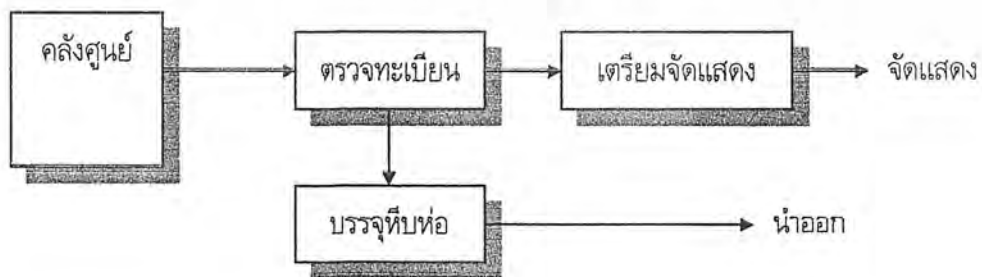 คลังศูนย์
ตรวจทะเบียน
เตรียมจัดแสดง
จัดแสดง
บรรจุหีบห่อ
นำออก